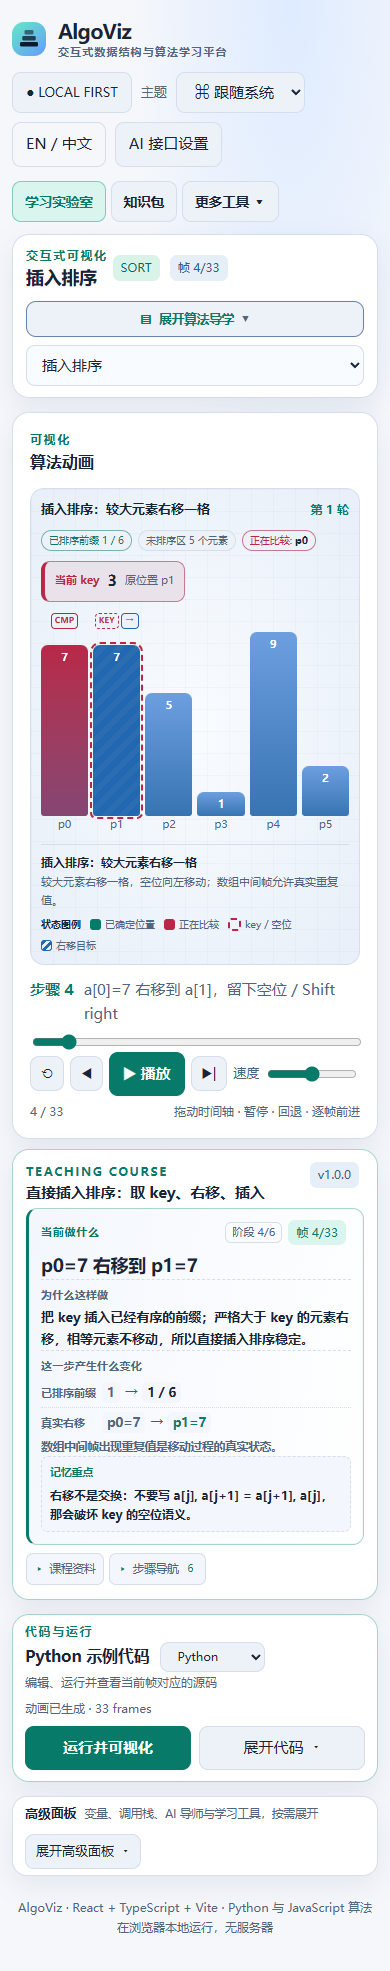 AlgoViz
交互式数据结构与算法学习平台
● LOCAL FIRST 主题 ⌘ 跟随系统
EN / 中文 AI 接口设置
学习实验室 知识包 更多工具 ▼
交互式可视化
插入排序 SORT 帧 4/33
▤ 展开算法导学 ▼
插入排序
可视化
算法动画
插入排序：较大元素右移一格 第 1 轮
已排序前缀 1 / 6 未排序区 5 个元素 正在比较: p0
当前 key 3 原位置 p1
CMP KEY →
7 7 5 1 9 2
p0 p1 p2 p3 p4 p5
插入排序：较大元素右移一格
较大元素右移一格，空位向左移动；数组中间帧允许真实重复
值。
状态图例 已确定位置 正在比较 key / 空位
右移目标
步骤 4 a[0]=7 右移到 a[1]，留下空位 / Shift
right
⟲ ◀ ▶ 播放 ▶| 速度
4 / 33 拖动时间轴 · 暂停 · 回退 · 逐帧前进
TEACHING COURSE
直接插入排序：取 key、右移、插入 v1.0.0
当前做什么 阶段 4/6 帧 4/33
p0=7 右移到 p1=7
为什么这样做
把 key 插入已经有序的前缀；严格大于 key 的元素右
移，相等元素不移动，所以直接插入排序稳定。
这一步产生什么变化
已排序前缀 1 → 1 / 6
真实右移 p0=7 → p1=7
数组中间帧出现重复值是移动过程的真实状态。
记忆重点
右移不是交换：不要写 a[j], a[j+1] = a[j+1], a[j]，
那会破坏 key 的空位语义。
▸ 课程资料 ▸ 步骤导航 6
代码与运行
Python 示例代码 Python
编辑、运行并查看当前帧对应的源码
动画已生成 · 33 frames
运行并可视化 展开代码
高级面板 变量、调用栈、AI 导师与学习工具，按需展开
展开高级面板
AlgoViz · React + TypeScript + Vite · Python 与 JavaScript 算法
在浏览器本地运行，无服务器